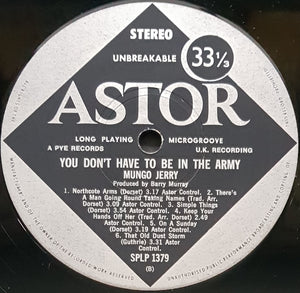 STEREO
UNBREAKABLE
33 1/3
ASTOR
LONG PLAYING MICROGROOVE
A PYE RECORDS U.K. RECORDING
YOU DON'T HAVE TO BE IN THE ARMY
MUNGO JERRY
Produced by Barry Murray
1. Northcote Arms (Dorset) 3.17 Astor Control. 2. There's
A Man Going Round Taking Names (Trad. Arr.
Dorset) 3.09 Astor Control. 3. Simple Things
(Dorset) 3.54 Astor Control. 4. Keep Your
Hands Off Her (Trad. Arr. Dorset) 2.49
Astor Control. 5. On A Sunday
(Dorset) 3.19 Astor Control.
6. That Old Dust Storm
(Guthrie) 3.31 Astor
Control.
SPLP 1379
(B)